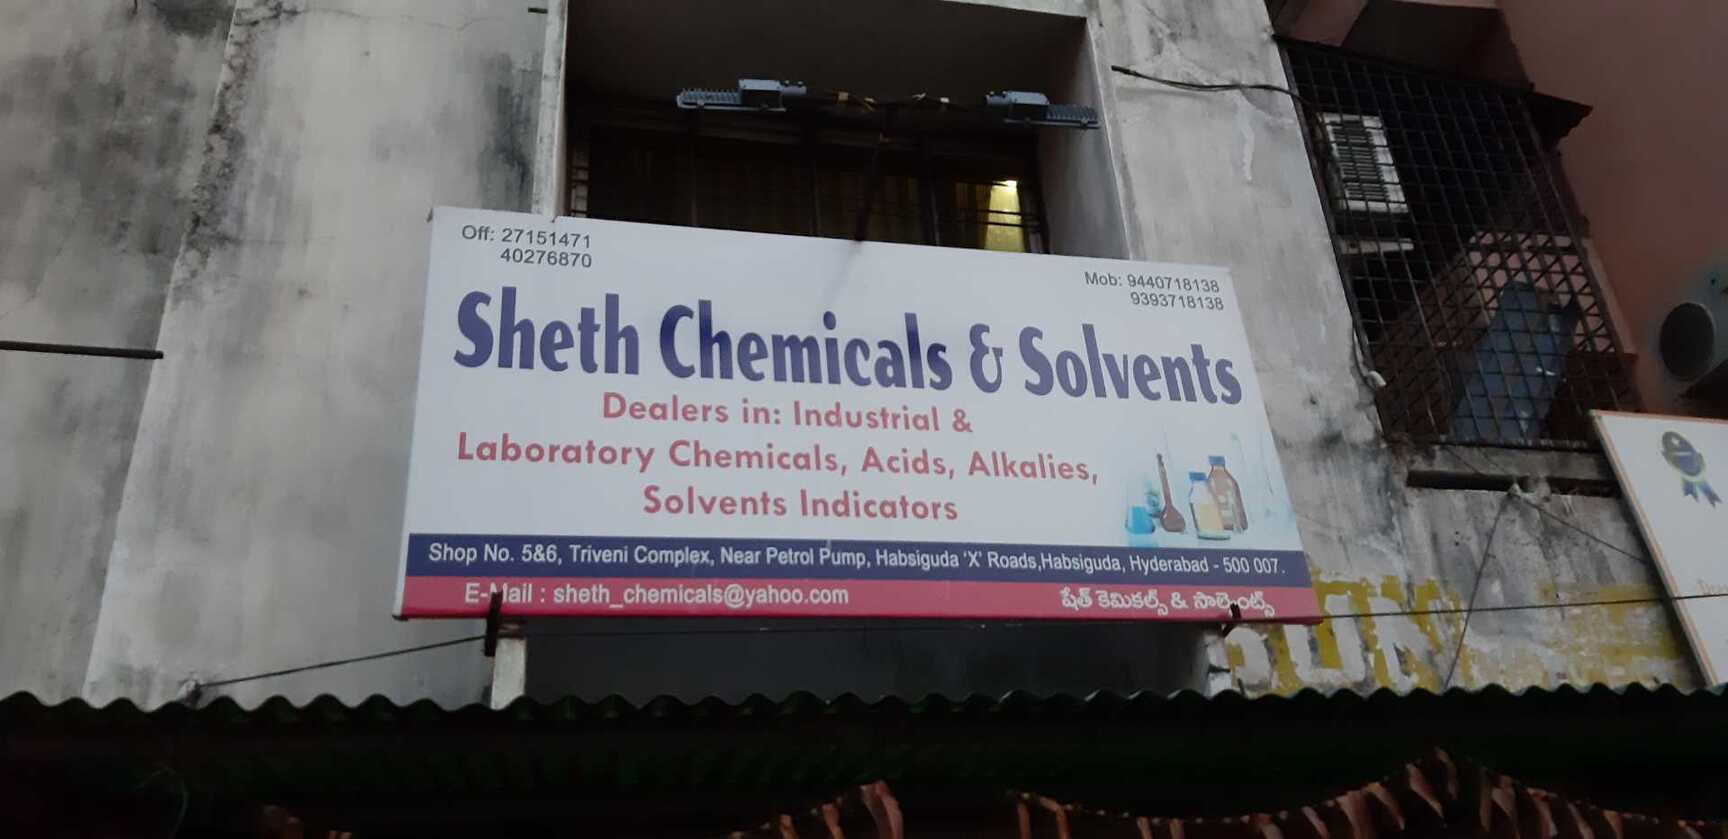 Off: 27151471
40276870
Mob: 9440718138
9393718138
Sheth Chemicals & Solvents
Dealers in: Industrial &
Laboratory Chemicals, Acids, Alkalies,
Solvents Indicators
Shop No. 5&6, Triveni Complex, Near Petrol Pump, Habsiguda 'X' Roads,Habsiguda, Hyderabad - 500 007.
E-Mail : sheth_chemicals@yahoo.com
షేత్ కెమికల్స్ & సాల్వెంట్స్